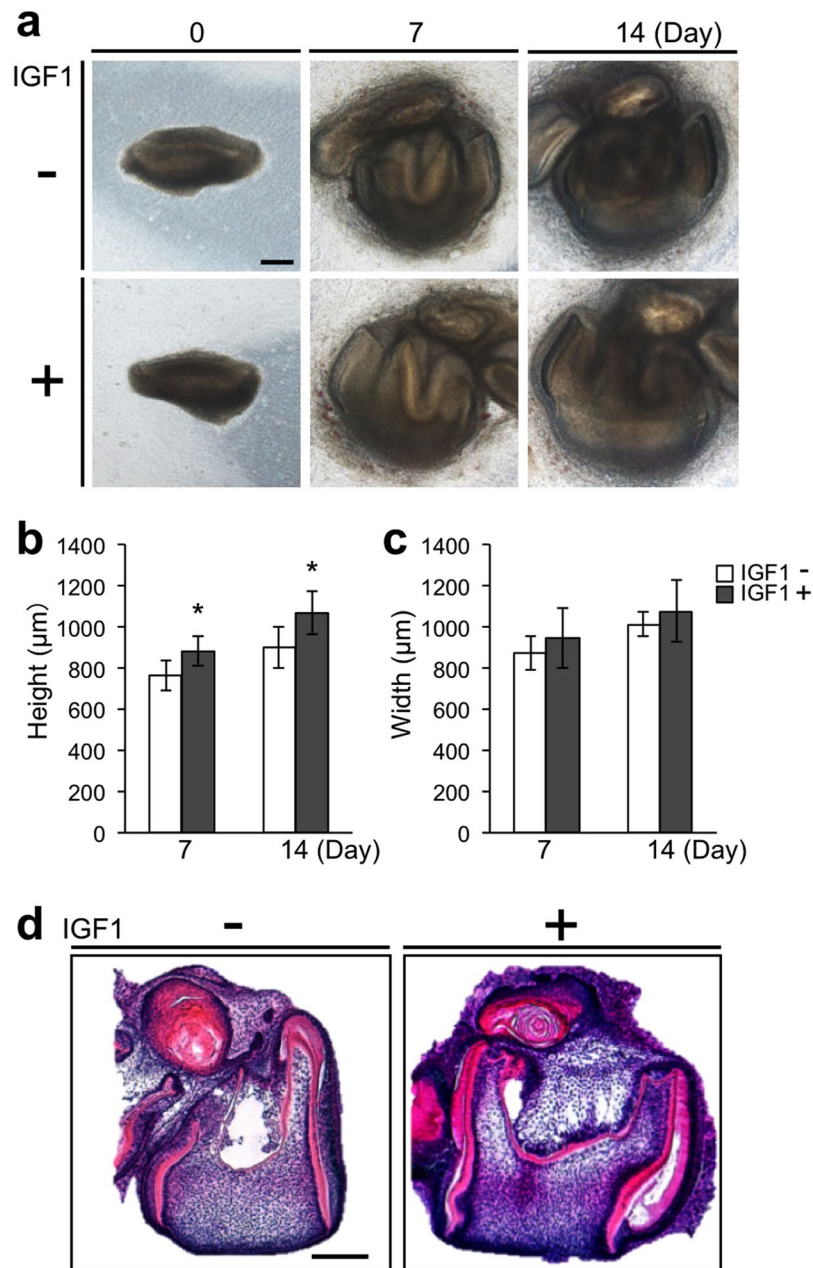 a
0 7 14 (Day)
IGF1
-
+
b
1400
1200
1000
800
600
400
200
0
Height (μm)
*
*
7 14 (Day)
c
1400
1200
1000
800
600
400
200
0
Width (μm)
7 14 (Day)
IGF1 -
IGF1 +
d IGF1 - +